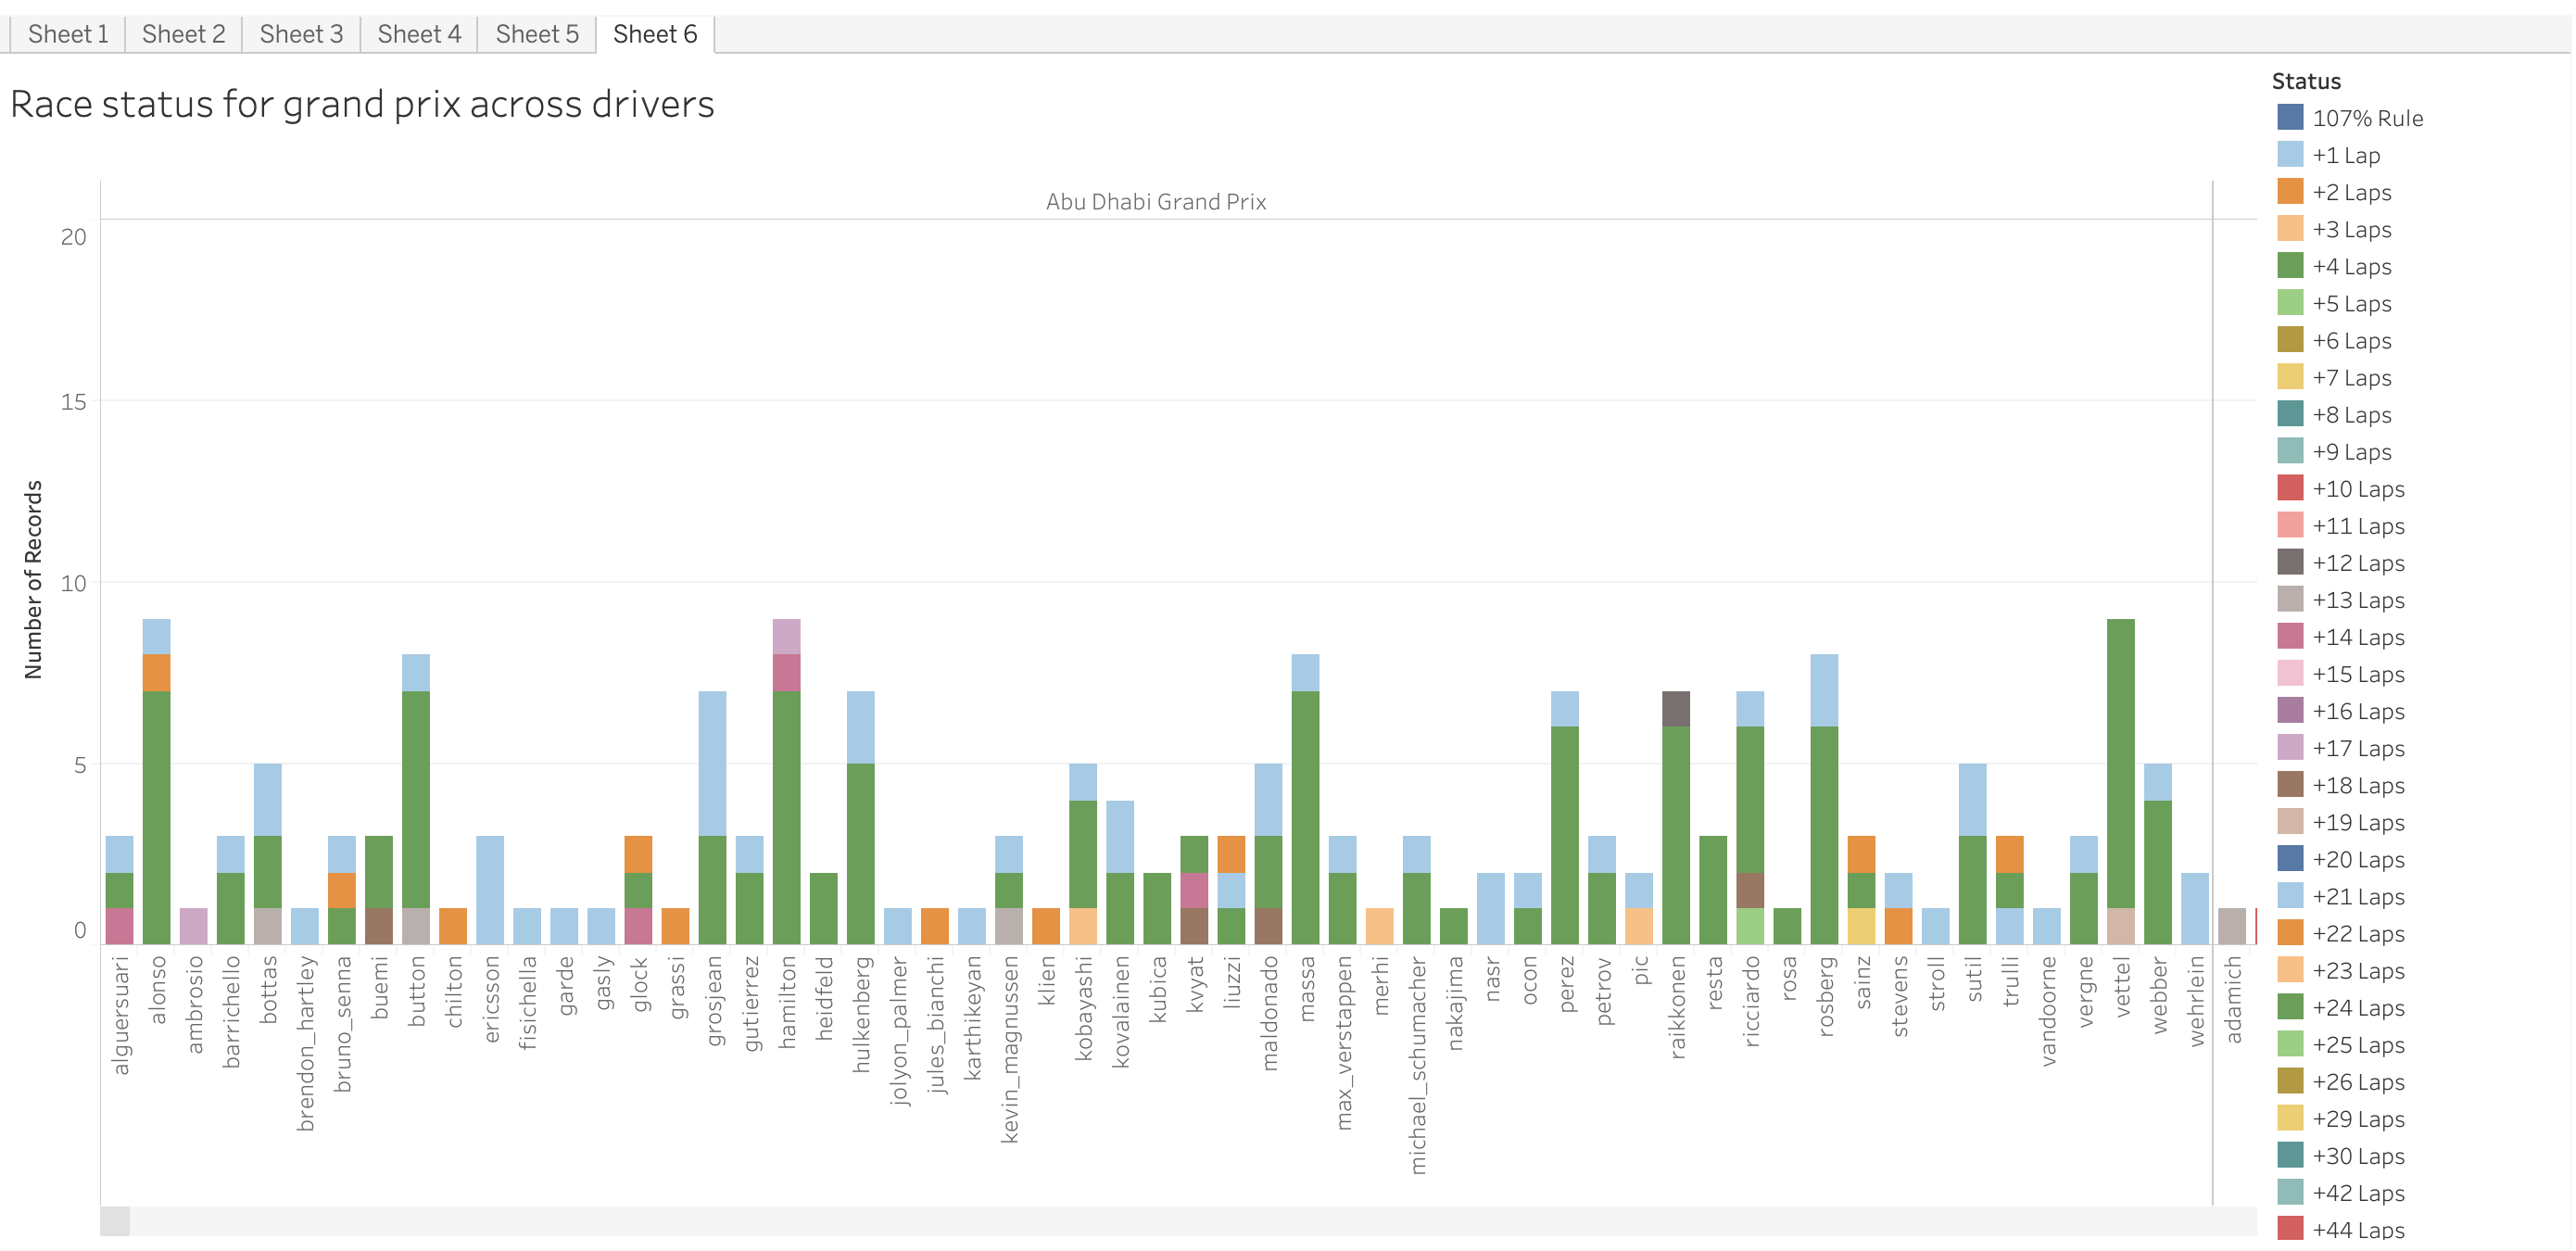 Sheet 1 Sheet 2 Sheet 3 Sheet 4 Sheet 5 Sheet 6
Race status for grand prix across drivers
Abu Dhabi Grand Prix
Number of Records
20
15
10
5
0
alguersuari
alonso
ambrosio
barrichello
bottas
brendon_hartley
bruno_senna
buemi
button
chilton
ericsson
fisichella
garde
gasly
glock
grassi
grosjean
gutierrez
hamilton
heidfeld
hulkenberg
jolyon_palmer
jules_bianchi
karthikeyan
kevin_magnussen
klien
kobayashi
kovalainen
kubica
kvyat
liuzzi
maldonado
massa
max_verstappen
merhi
michael_schumacher
nakajima
nasr
ocon
perez
petrov
pic
raikkonen
resta
ricciardo
rosa
rosberg
sainz
stevens
stroll
sutil
trulli
vandoorne
vergne
vettel
webber
wehrlein
adamich
Status
107% Rule
+1 Lap
+2 Laps
+3 Laps
+4 Laps
+5 Laps
+6 Laps
+7 Laps
+8 Laps
+9 Laps
+10 Laps
+11 Laps
+12 Laps
+13 Laps
+14 Laps
+15 Laps
+16 Laps
+17 Laps
+18 Laps
+19 Laps
+20 Laps
+21 Laps
+22 Laps
+23 Laps
+24 Laps
+25 Laps
+26 Laps
+29 Laps
+30 Laps
+42 Laps
+44 Laps